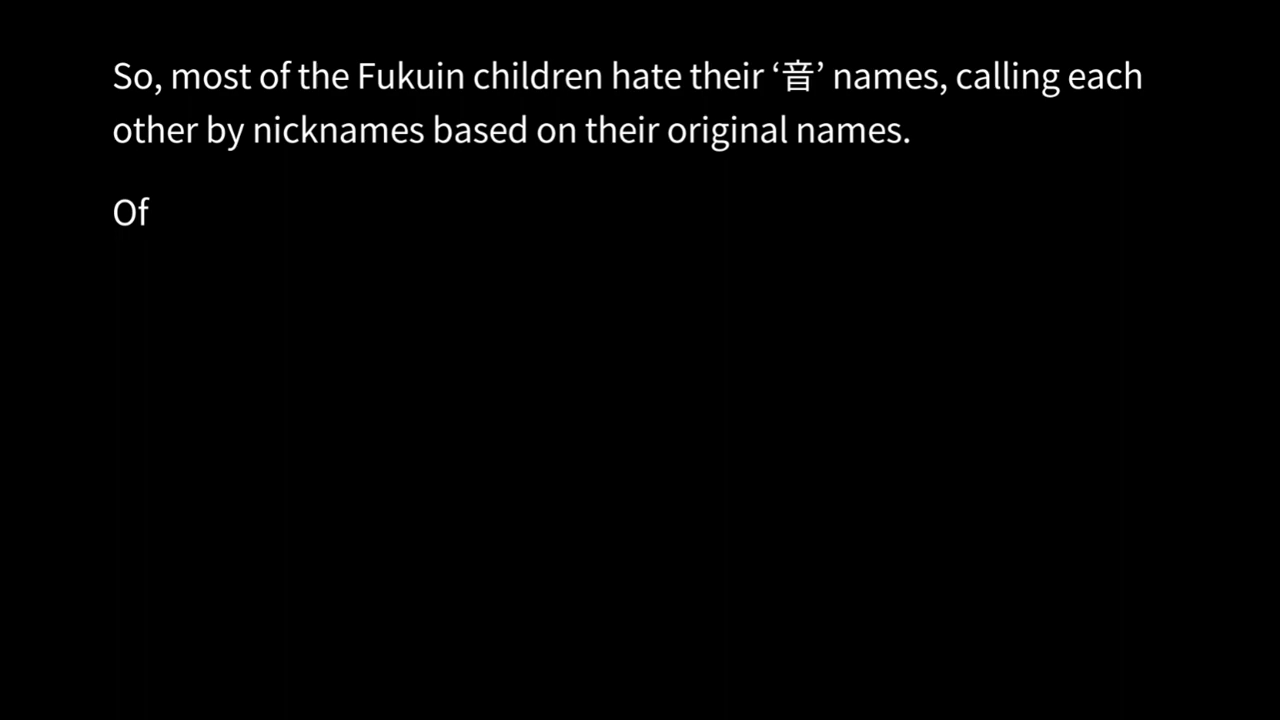 So, most of the Fukuin children hate their ‘音’ names, calling each
other by nicknames based on their original names.
Of